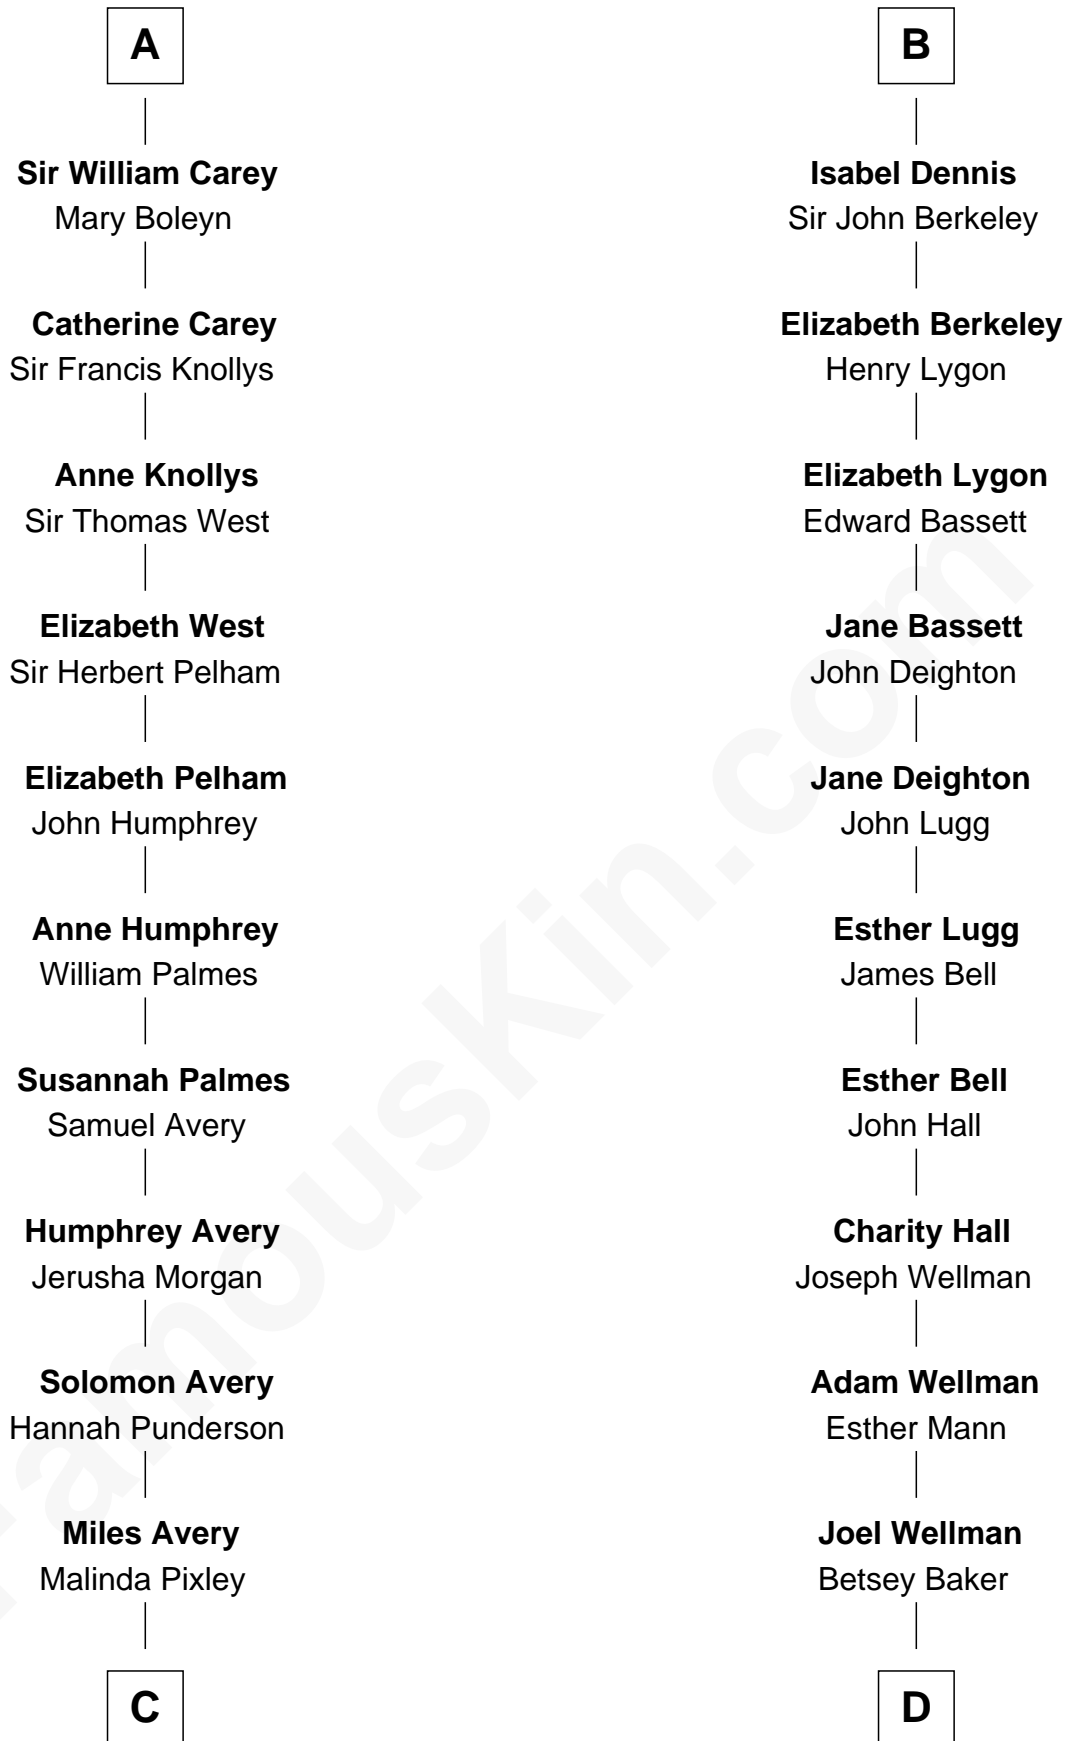 A
Sir William Carey
Mary Boleyn
Catherine Carey
Sir Francis Knollys
Anne Knollys
Sir Thomas West
Elizabeth West
Sir Herbert Pelham
Elizabeth Pelham
John Humphrey
Anne Humphrey
William Palmes
Susannah Palmes
Samuel Avery
Humphrey Avery
Jerusha Morgan
Solomon Avery
Hannah Punderson
Miles Avery
Malinda Pixley
C
B
Isabel Dennis
Sir John Berkeley
Elizabeth Berkeley
Henry Lygon
Elizabeth Lygon
Edward Bassett
Jane Bassett
John Deighton
Jane Deighton
John Lugg
Esther Lugg
James Bell
Esther Bell
John Hall
Charity Hall
Joseph Wellman
Adam Wellman
Esther Mann
Joel Wellman
Betsey Baker
D
FamousKin.com